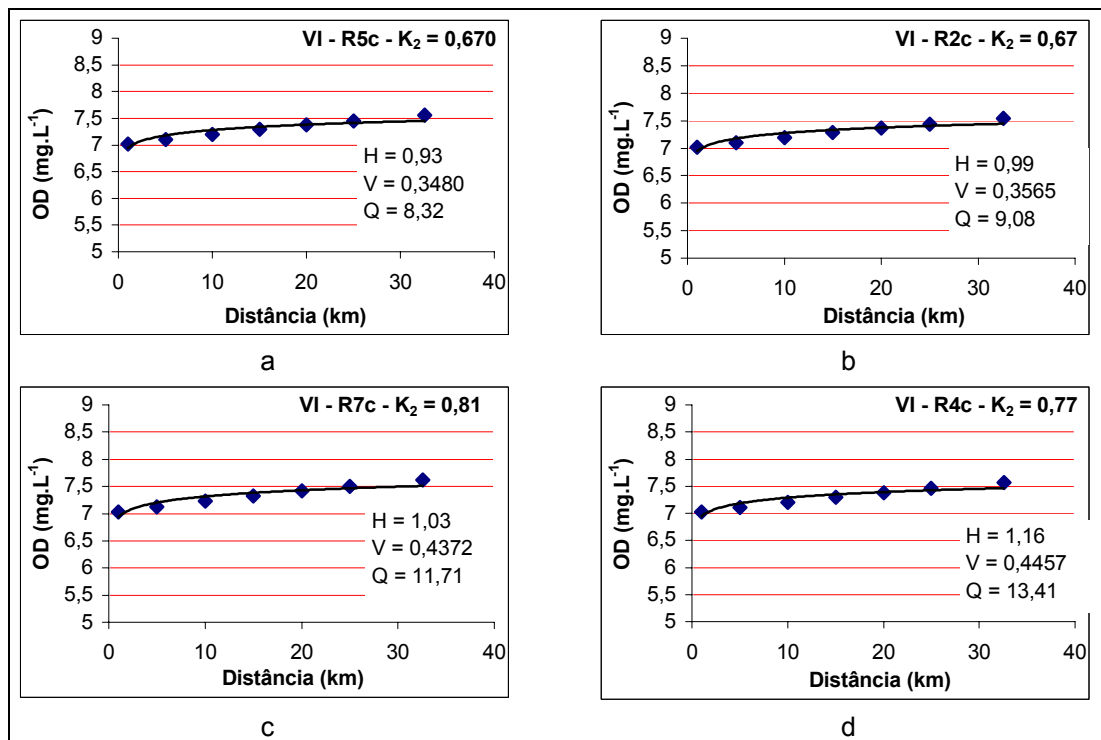 VI - R5c - K₂ = 0,670
OD (mg.L⁻¹)
9
8,5
8
7,5
7
6,5
6
5,5
5
H = 0,93
V = 0,3480
Q = 8,32
0 10 20 30 40
Distância (km)
a
VI - R2c - K₂ = 0,67
OD (mg.L⁻¹)
9
8,5
8
7,5
7
6,5
6
5,5
5
H = 0,99
V = 0,3565
Q = 9,08
0 10 20 30 40
Distância (km)
b
VI - R7c - K₂ = 0,81
OD (mg.L⁻¹)
9
8,5
8
7,5
7
6,5
6
5,5
5
H = 1,03
V = 0,4372
Q = 11,71
0 10 20 30 40
Distância (km)
c
VI - R4c - K₂ = 0,77
OD (mg.L⁻¹)
9
8,5
8
7,5
7
6,5
6
5,5
5
H = 1,16
V = 0,4457
Q = 13,41
0 10 20 30 40
Distância (km)
d